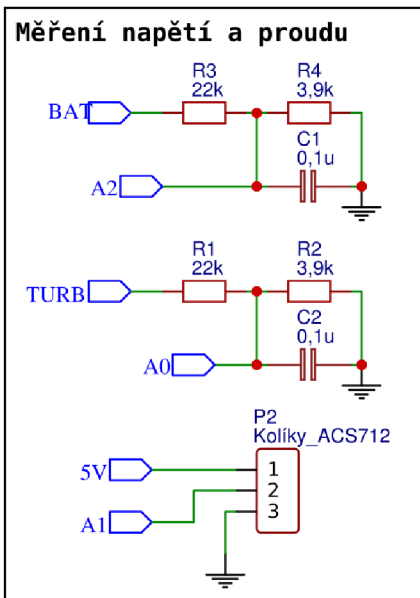 Měření napětí a proudu
R3
22k
R4
3,9k
BAT
C1
0,1u
A2
R1
22k
R2
3,9k
TURB
C2
0,1u
A0
P2
Kolíky_ACS712
5V
1
2
A1
3